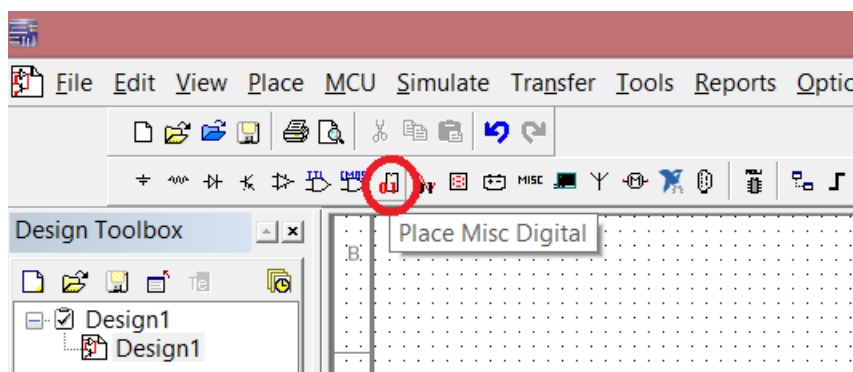 File Edit View Place MCU Simulate Transfer Tools Reports Optic
TTL CMOS MISC
Design Toolbox
Place Misc Digital
B
Design1
Design1